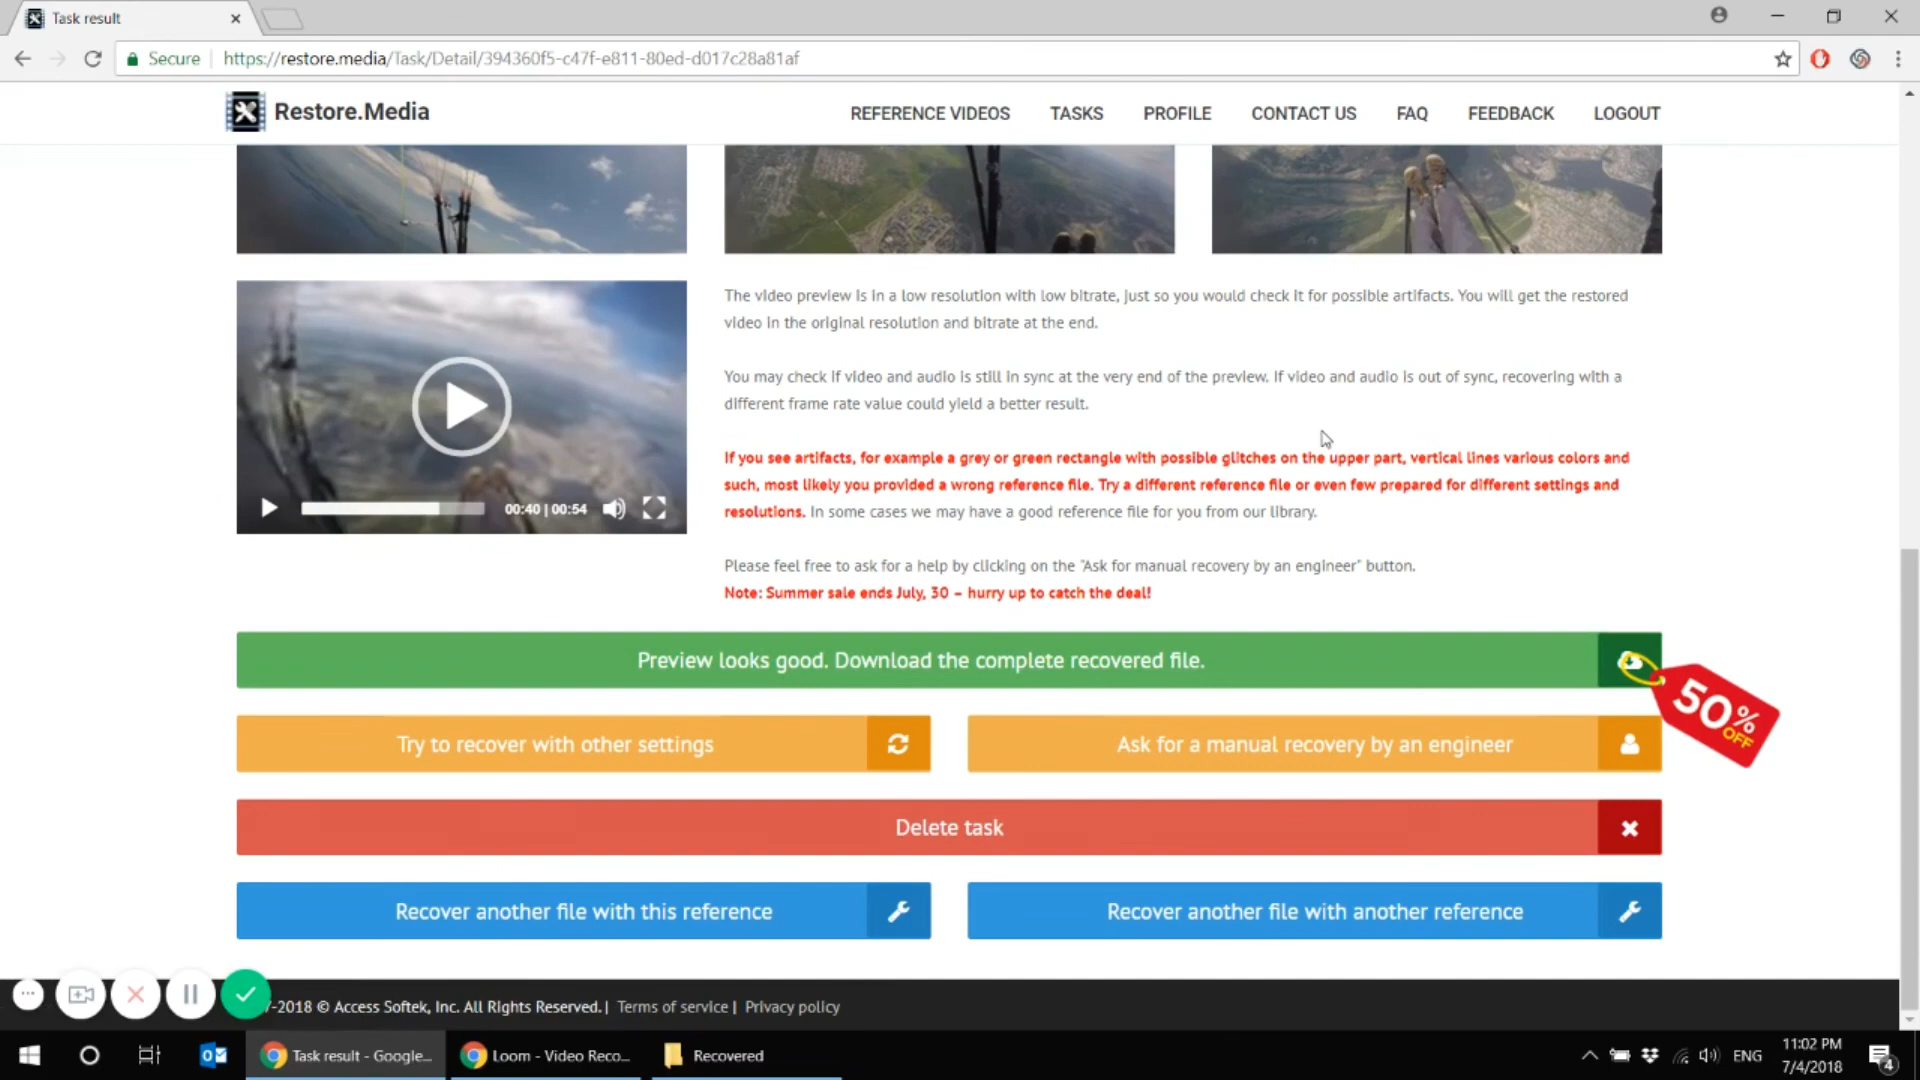 Task result
Secure
https://restore.media/Task/Detail/394360f5-c47f-e811-80ed-d017c28a81af
Restore.Media
REFERENCE VIDEOS TASKS PROFILE CONTACT US FAQ FEEDBACK LOGOUT
The video preview is in a low resolution with low bitrate, just so you would check it for possible artifacts. You will get the restored
video in the original resolution and bitrate at the end.
You may check if video and audio is still in sync at the very end of the preview. If video and audio is out of sync, recovering with a
different frame rate value could yield a better result.
If you see artifacts, for example a grey or green rectangle with possible glitches on the upper part, vertical lines various colors and
such, most likely you provided a wrong reference file. Try a different reference file or even few prepared for different settings and
resolutions. In some cases we may have a good reference file for you from our library.
00:40 | 00:54
Please feel free to ask for a help by clicking on the "Ask for manual recovery by an engineer" button.
Note: Summer sale ends July, 30 – hurry up to catch the deal!
Preview looks good. Download the complete recovered file.
50% OFF
Try to recover with other settings
Ask for a manual recovery by an engineer
Delete task
Recover another file with this reference
Recover another file with another reference
-2018 © Access Softek, Inc. All Rights Reserved. | Terms of service | Privacy policy
Task result - Google...
Loom - Video Reco...
Recovered
ENG
11:02 PM
7/4/2018
4